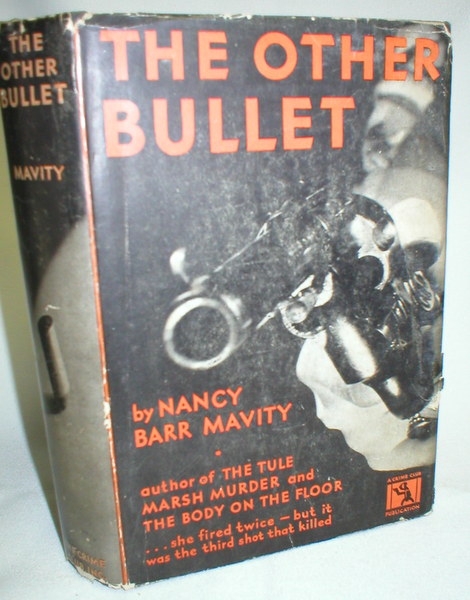 THE
OTHER
BULLET
MAVITY
THE OTHER
BULLET
by NANCY
BARR MAVITY
author of THE TULE
MARSH MURDER and
THE BODY ON THE FLOOR
... she fired twice — but it
was the third shot that killed
A CRIME CLUB
PUBLICATION
CRIME